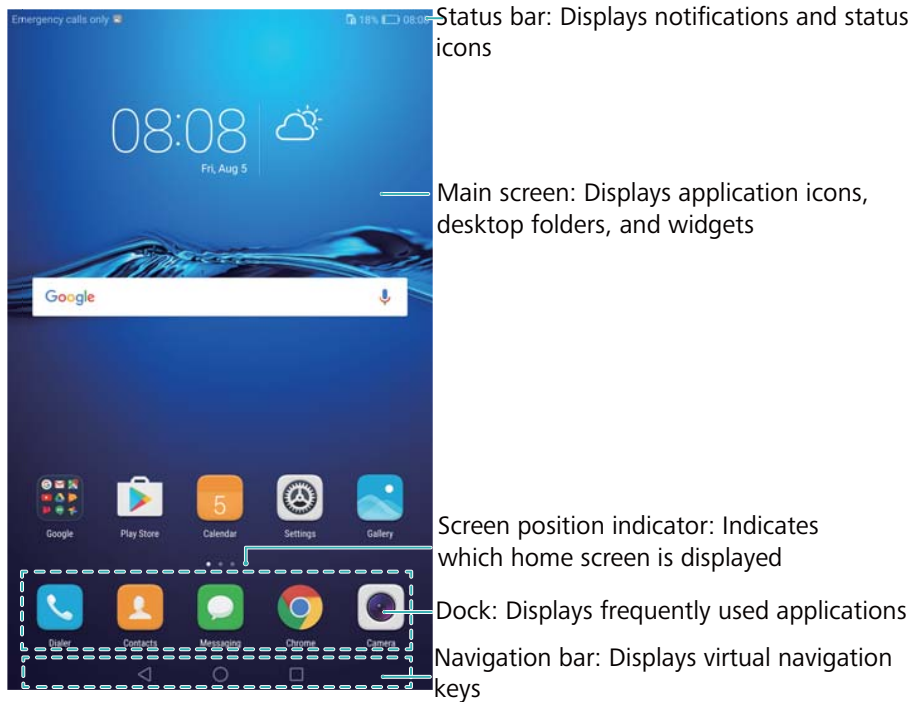 Emergency calls only
18% 08:08
Status bar: Displays notifications and status
icons
08:08
Fri, Aug 5
Main screen: Displays application icons,
desktop folders, and widgets
Google
Google
Play Store
5
Calendar
Settings
Gallery
Screen position indicator: Indicates
which home screen is displayed
Dialer
Contacts
Messaging
Chrome
Camera
Dock: Displays frequently used applications
Navigation bar: Displays virtual navigation
keys